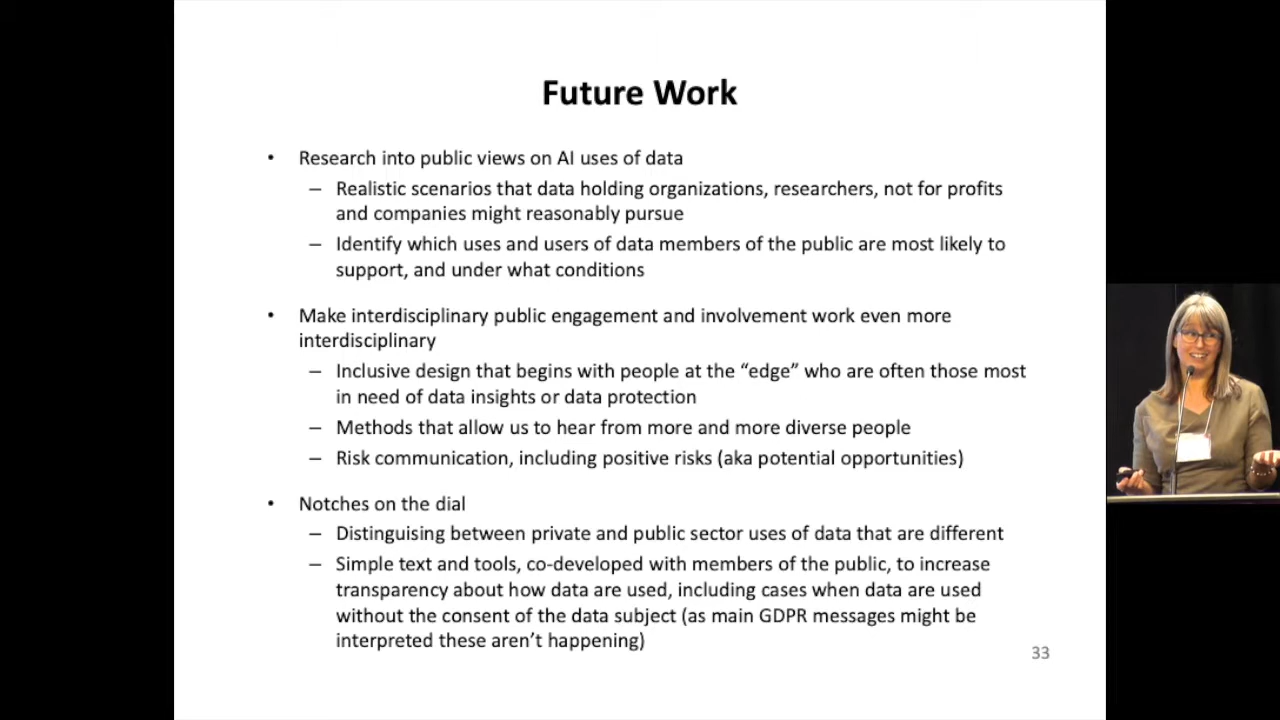 Future Work
• Research into public views on AI uses of data
– Realistic scenarios that data holding organizations, researchers, not for profits
and companies might reasonably pursue
– Identify which uses and users of data members of the public are most likely to
support, and under what conditions
• Make interdisciplinary public engagement and involvement work even more
interdisciplinary
– Inclusive design that begins with people at the “edge” who are often those most
in need of data insights or data protection
– Methods that allow us to hear from more and more diverse people
– Risk communication, including positive risks (aka potential opportunities)
• Notches on the dial
– Distinguising between private and public sector uses of data that are different
– Simple text and tools, co-developed with members of the public, to increase
transparency about how data are used, including cases when data are used
without the consent of the data subject (as main GDPR messages might be
interpreted these aren’t happening)
33